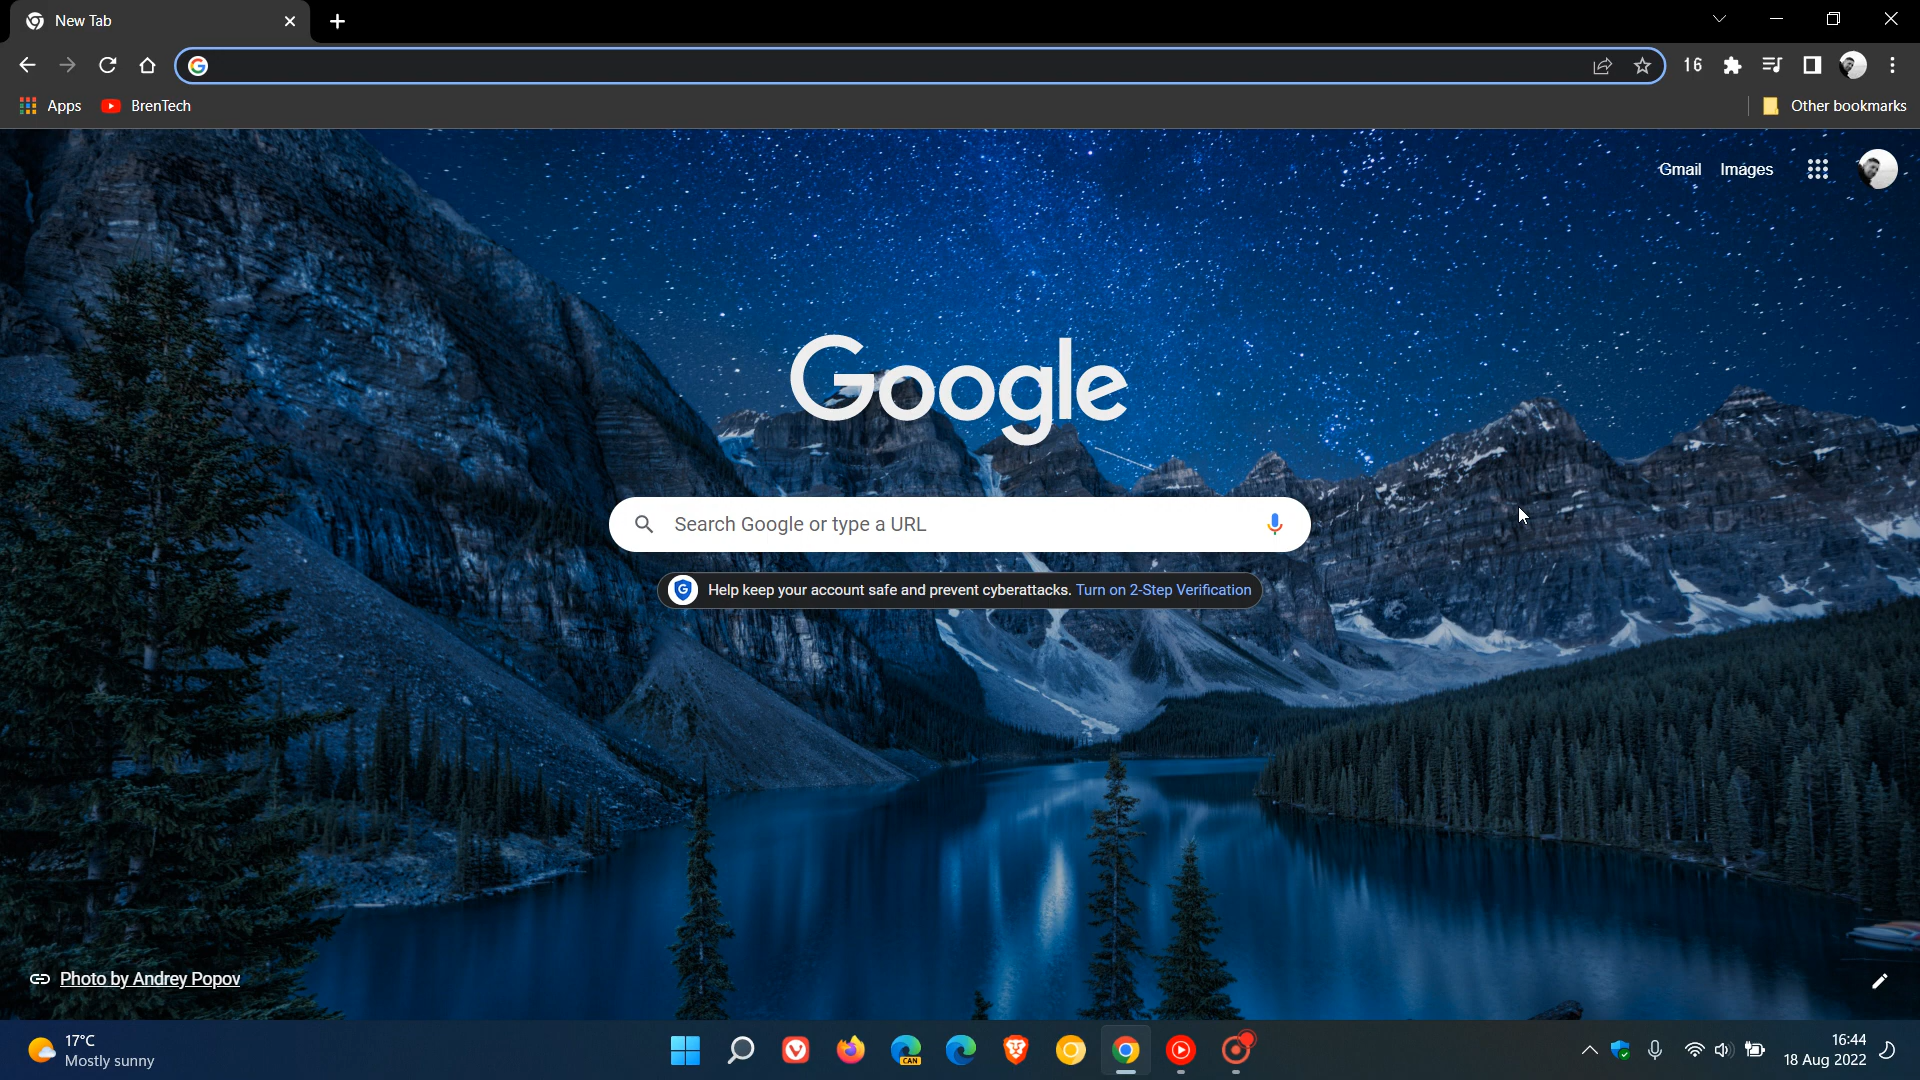 New Tab
16
Apps BrenTech Other bookmarks
Gmail Images
Google
Search Google or type a URL
Help keep your account safe and prevent cyberattacks. Turn on 2-Step Verification
Photo by Andrey Popov
17°C
Mostly sunny
CAN
16:44
18 Aug 2022